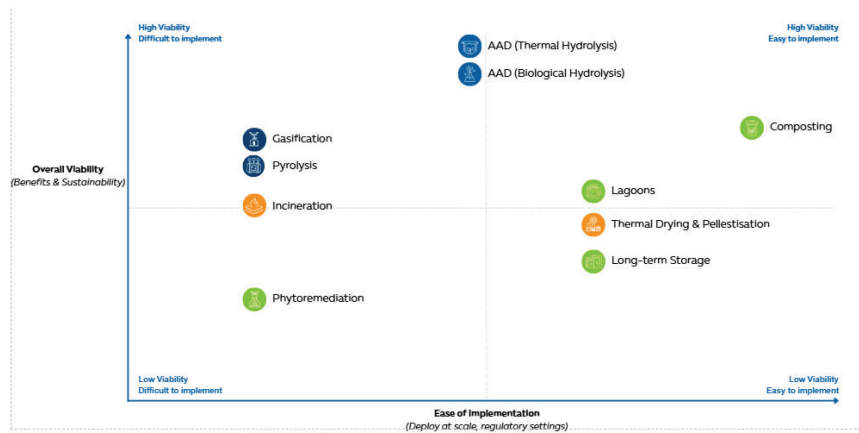 High Viability
Difficult to implement
High Viability
Easy to implement
AAD (Thermal Hydrolysis)
AAD (Biological Hydrolysis)
Composting
Gasification
Pyrolysis
Overall Viability
(Benefits & Sustainability)
Lagoons
Incineration
Thermal Drying & Pellestisation
Long-term Storage
Phytoremediation
Low Viability
Difficult to implement
Low Viability
Easy to implement
Ease of Implementation
(Deploy at scale, regulatory settings)